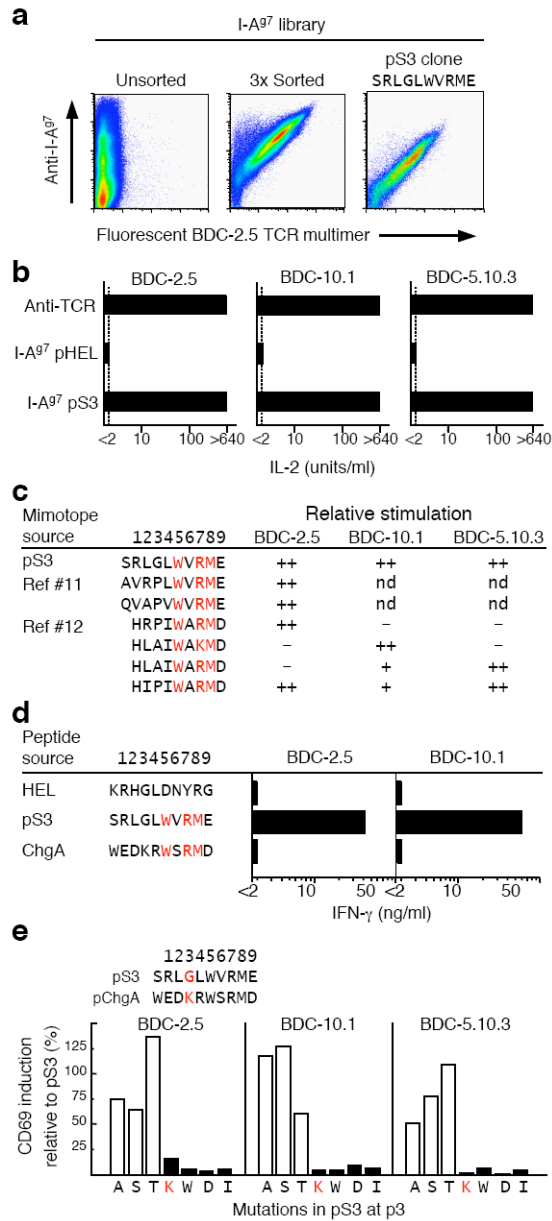 a
I-Ag7 library
Unsorted
3x Sorted
pS3 clone
SRLGLWVRME
Anti-I-Ag7
Fluorescent BDC-2.5 TCR multimer
b
BDC-2.5 BDC-10.1 BDC-5.10.3
Anti-TCR
I-Ag7 pHEL
I-Ag7 pS3
<2 10 100 >640 <2 10 100 >640 <2 10 100 >640
IL-2 (units/ml)
c
Mimotope source 123456789 Relative stimulation
BDC-2.5 BDC-10.1 BDC-5.10.3
pS3 SRLGLWVRME ++ ++ ++
Ref #11 AVRPLWVRME ++ nd nd
QVAPVWVRME ++ nd nd
Ref #12 HRPIWARMD ++ – –
HLAIWAKMD – ++ –
HLAIWARMD – + ++
HIPIWARMD ++ + ++
d
Peptide source 123456789 BDC-2.5 BDC-10.1
HEL KRHGLDNYRG
pS3 SRLGLWVRME
ChgA WEDKRWSRMD
<2 10 50 <2 10 50
IFN-γ (ng/ml)
e
123456789
pS3 SRLGLWVRME
pChgA WEDKRWSRMD
BDC-2.5 BDC-10.1 BDC-5.10.3
CD69 induction relative to pS3 (%)
125
100
75
50
25
A S T K W D I A S T K W D I A S T K W D I
Mutations in pS3 at p3